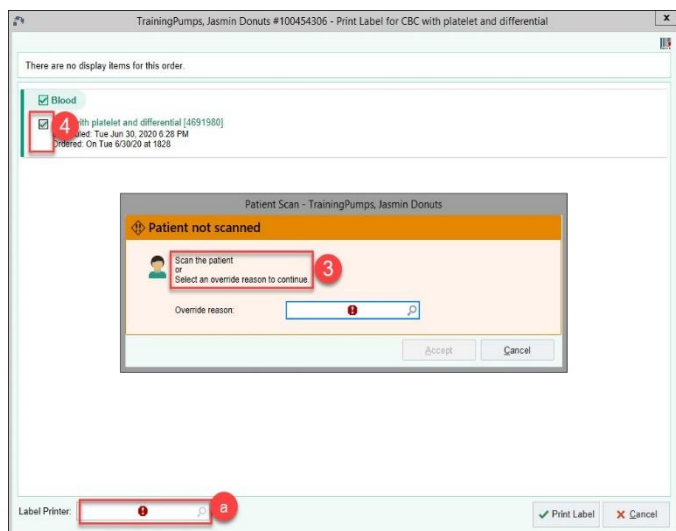 TrainingPumps, Jasmin Donuts #100454306 - Print Label for CBC with platelet and differential
x
There are no display items for this order.
Blood
4
with platelet and differential [4691980]
Tue Jun 30, 2020 6:28 PM
Ordered: On Tue 6/30/20 at 1828
Patient Scan - TrainingPumps, Jasmin Donuts
Patient not scanned
Scan the patient
or
Select an override reason to continue.
3
Override reason:
Accept
Cancel
Label Printer:
a
Print Label
Cancel